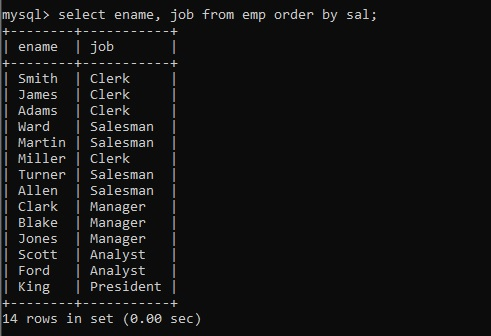 mysql> select ename, job from emp order by sal;
+--------+-----------+
| ename  | job       |
+--------+-----------+
| Smith  | Clerk     |
| James  | Clerk     |
| Adams  | Clerk     |
| Ward   | Salesman  |
| Martin | Salesman  |
| Miller | Clerk     |
| Turner | Salesman  |
| Allen  | Salesman  |
| Clark  | Manager   |
| Blake  | Manager   |
| Jones  | Manager   |
| Scott  | Analyst   |
| Ford   | Analyst   |
| King   | President |
+--------+-----------+
14 rows in set (0.00 sec)